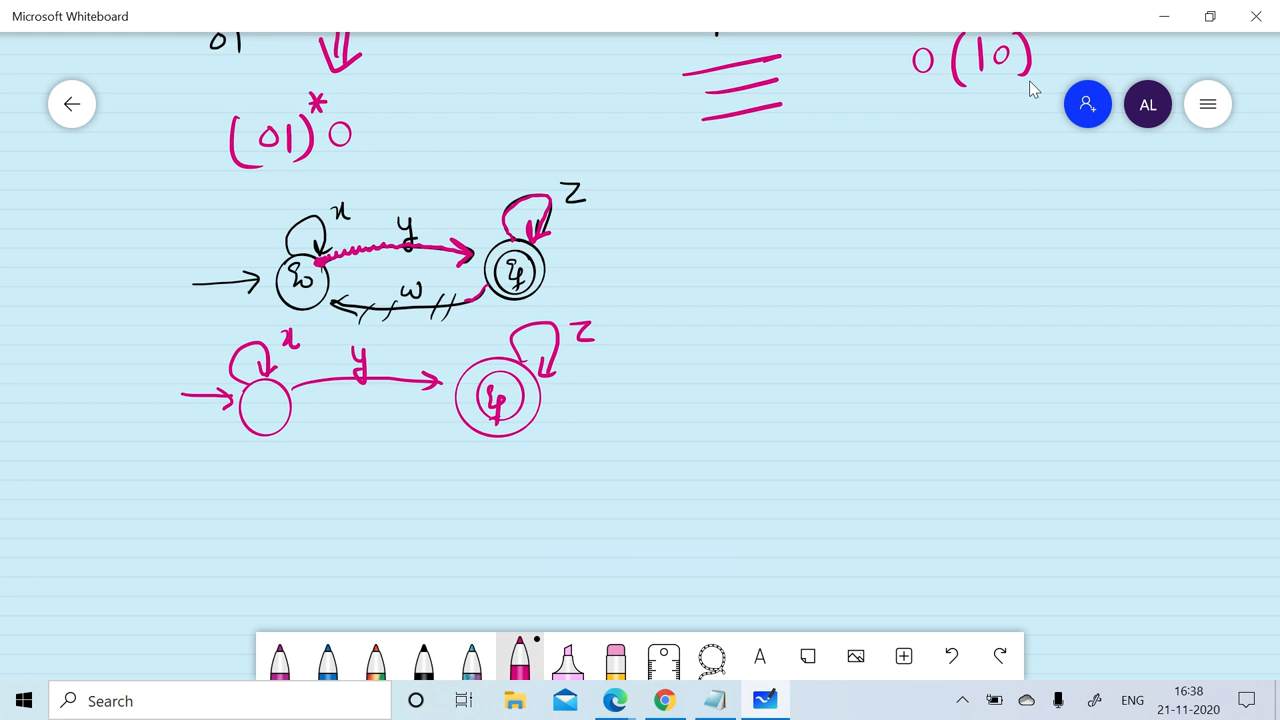 Microsoft Whiteboard
01
0 (10)
AL
(01)* 0
x
y
z
q0
qf
w
x
y
z
qf
A
Search
ENG
16:38
21-11-2020